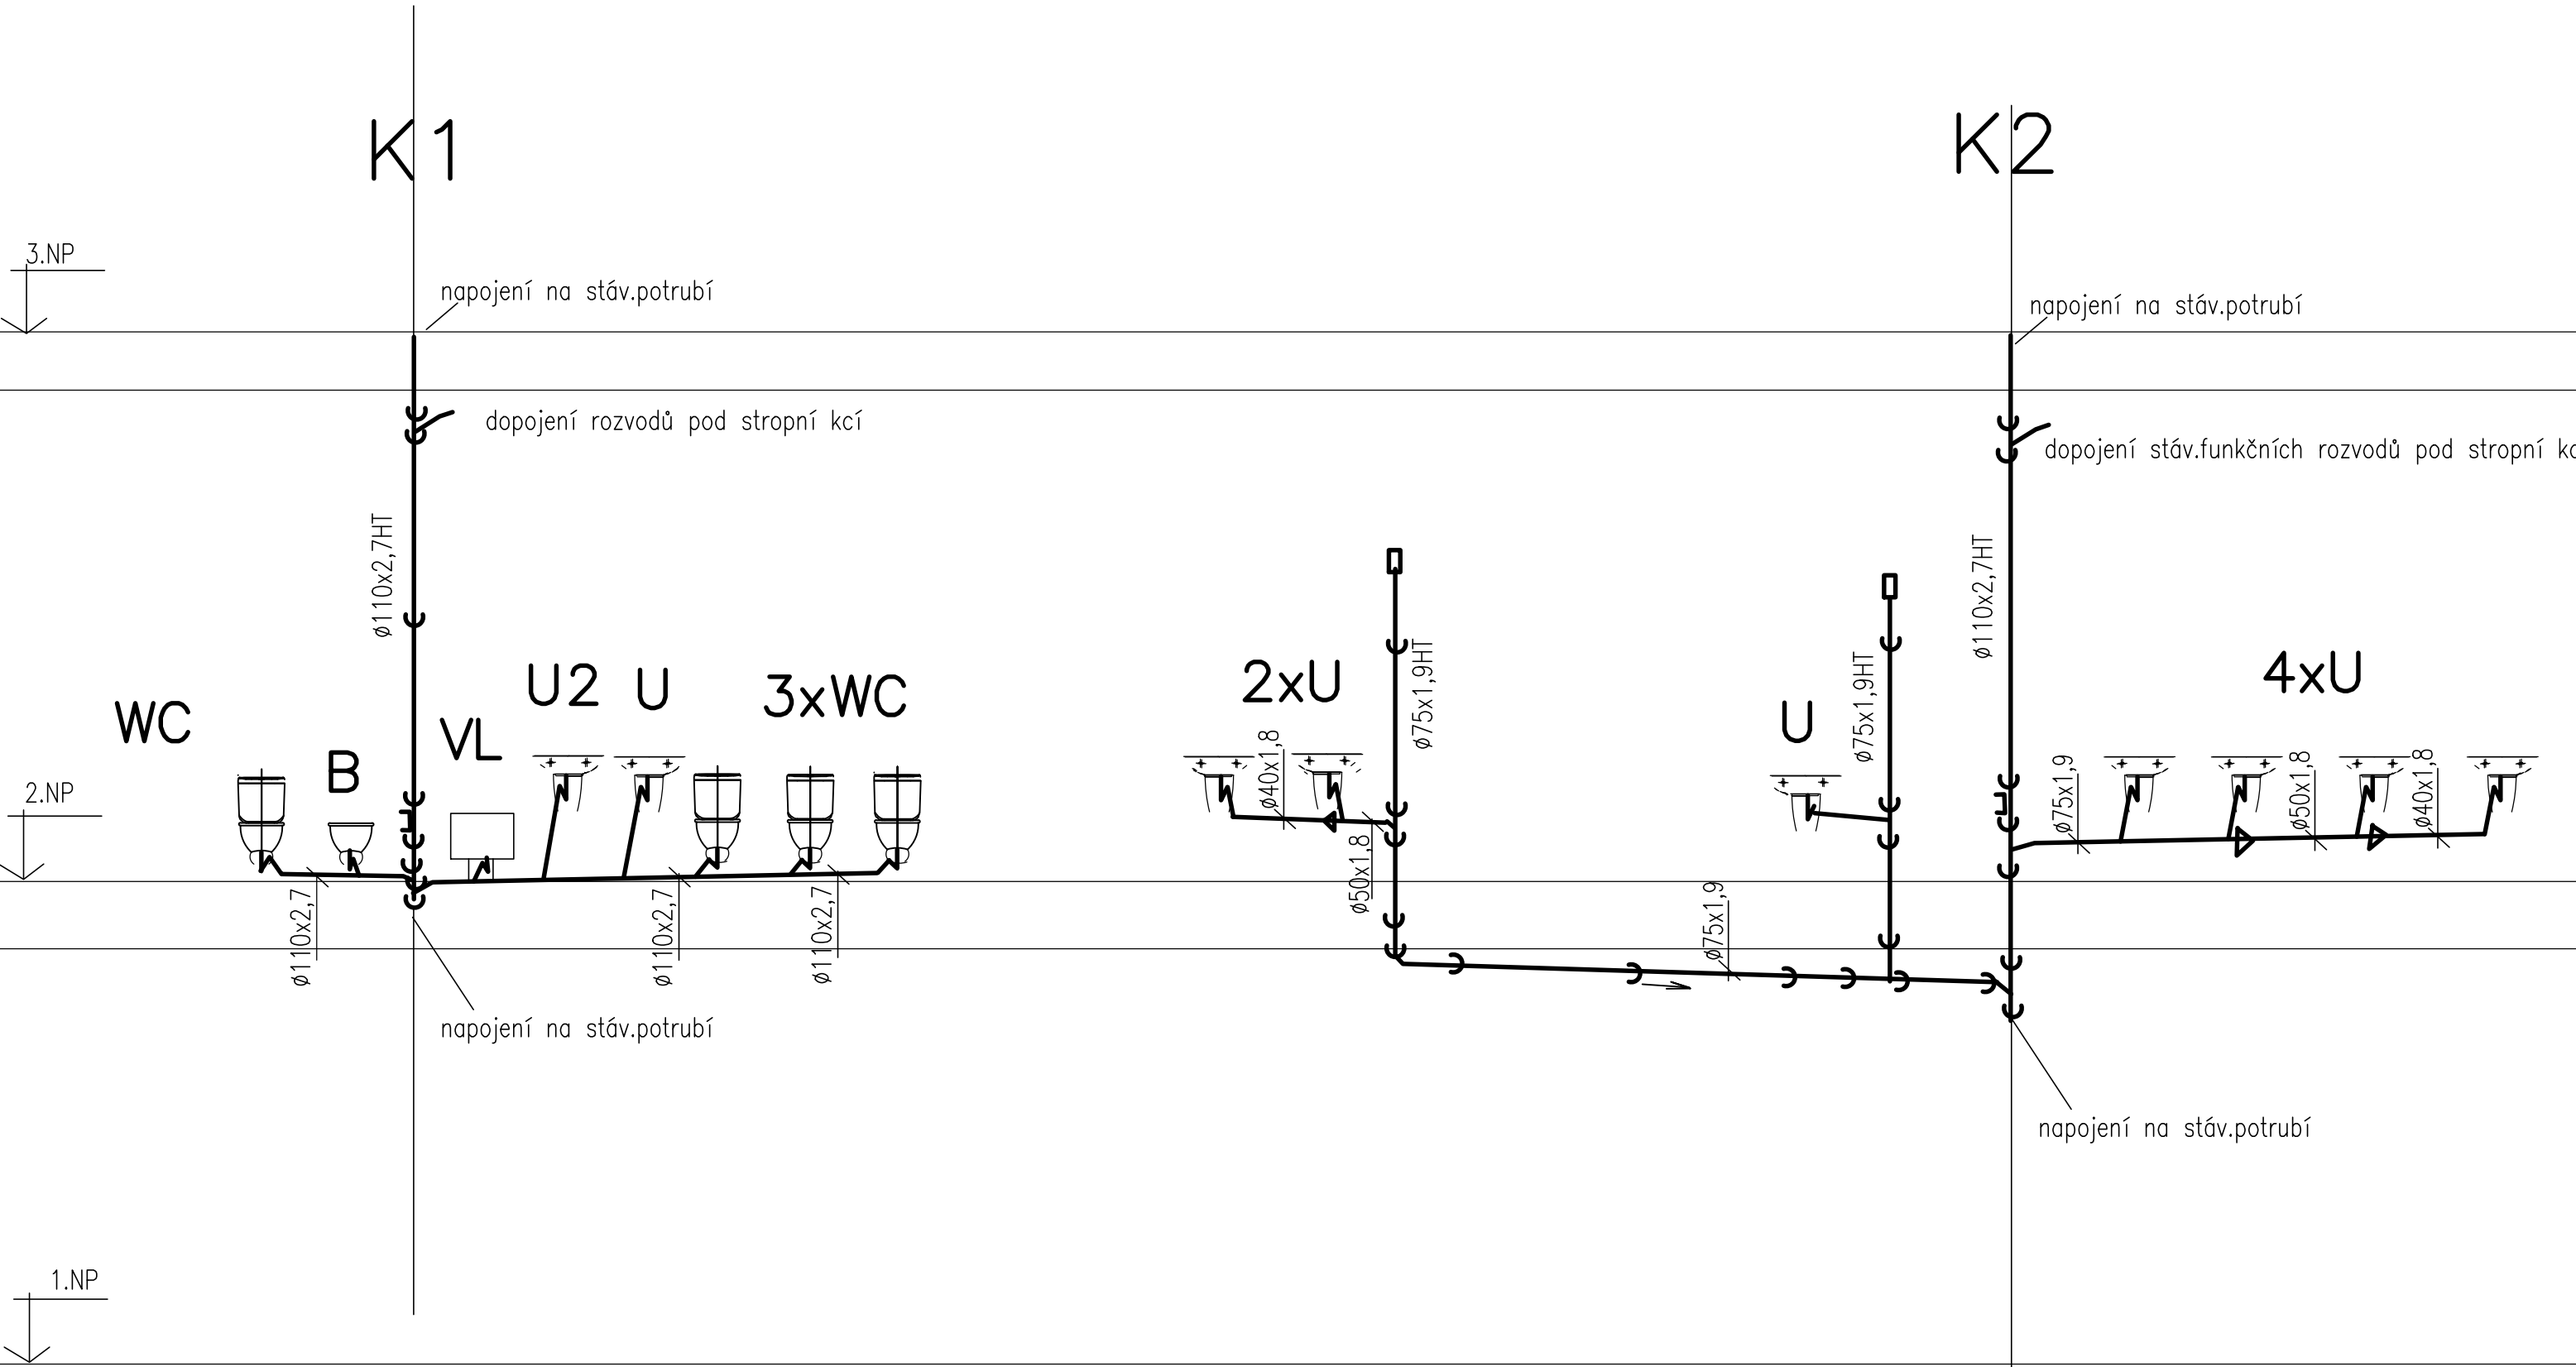 K1
K2
3.NP
napojení na stáv.potrubí
napojení na stáv.potrubí
dopojení rozvodů pod stropní kcí
dopojení stáv.funkčních rozvodů pod stropní
ø110x2,7HT
ø110x2,7HT
ø75x1,9HT
ø75x1,9HT
WC
B
VL
U2
U
3xWC
2xU
U
4xU
2.NP
ø40x1,8
ø50x1,8
ø75x1,9
ø50x1,8
ø40x1,8
ø110x2,7
ø110x2,7
ø110x2,7
ø75x1,9
napojení na stáv.potrubí
napojení na stáv.potrubí
1.NP